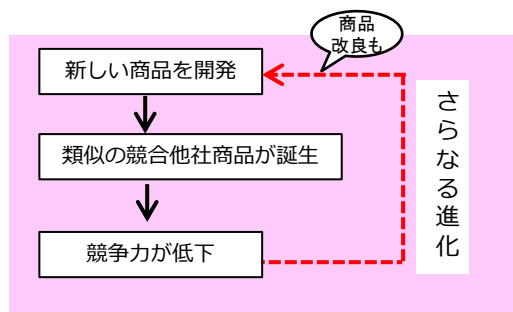 商品
改良も
新しい商品を開発
類似の競合他社商品が誕生
競争力が低下
さらなる進化